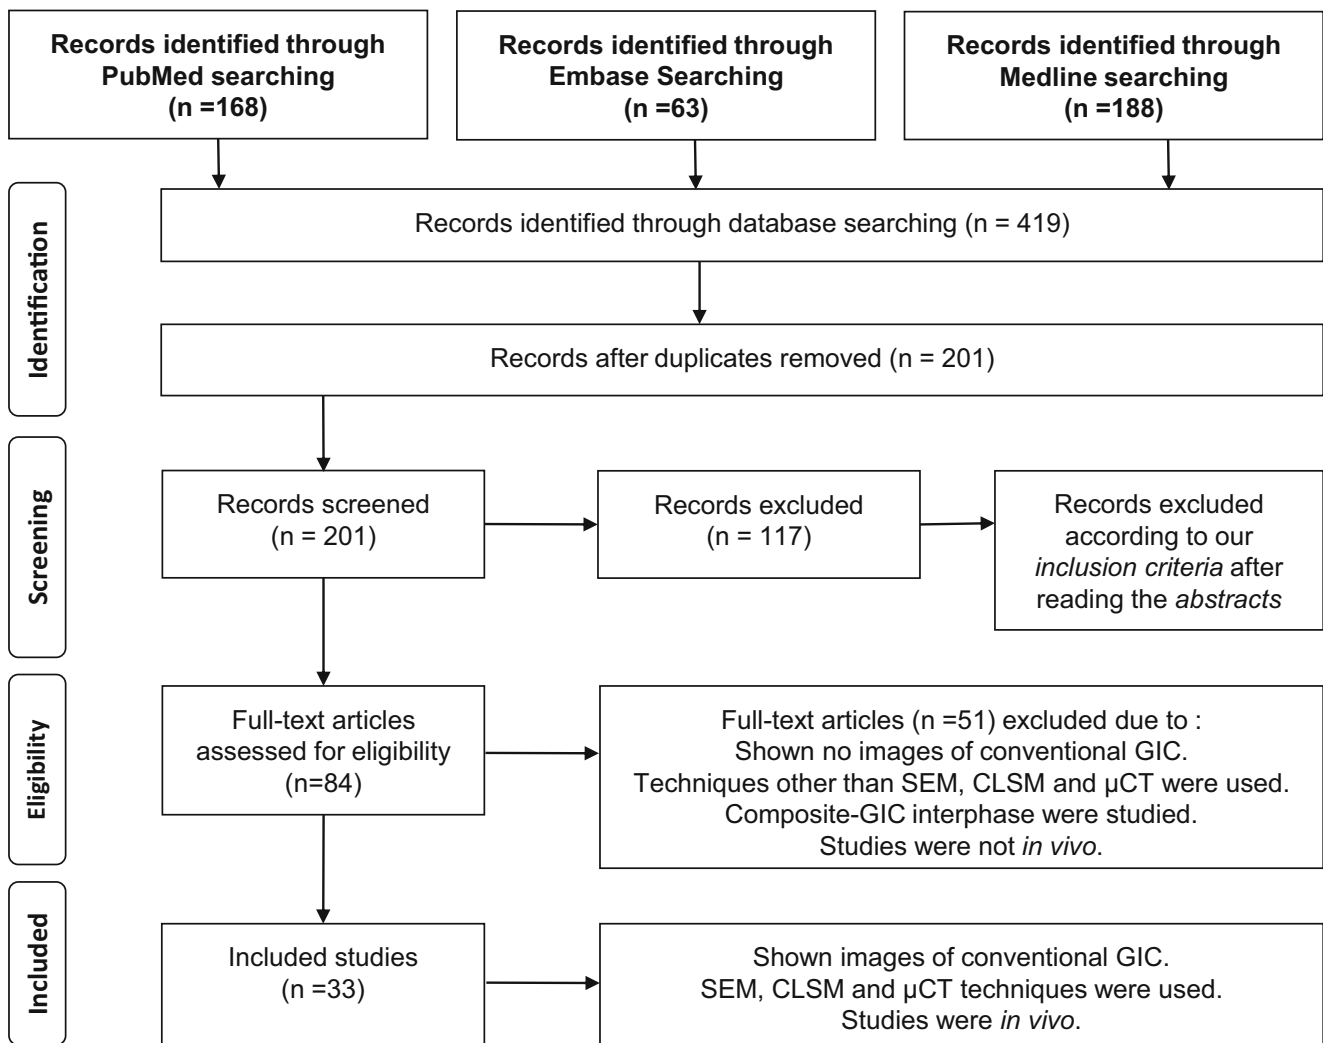 Records identified through
PubMed searching
(n =168)
Records identified through
Embase Searching
(n =63)
Records identified through
Medline searching
(n =188)
Identification
Records identified through database searching (n = 419)
Records after duplicates removed (n = 201)
Screening
Records screened
(n = 201)
Records excluded
(n = 117)
Records excluded
according to our
inclusion criteria after
reading the abstracts
Eligibility
Full-text articles
assessed for eligibility
(n=84)
Full-text articles (n =51) excluded due to :
Shown no images of conventional GIC.
Techniques other than SEM, CLSM and µCT were used.
Composite-GIC interphase were studied.
Studies were not in vivo.
Included
Included studies
(n =33)
Shown images of conventional GIC.
SEM, CLSM and µCT techniques were used.
Studies were in vivo.